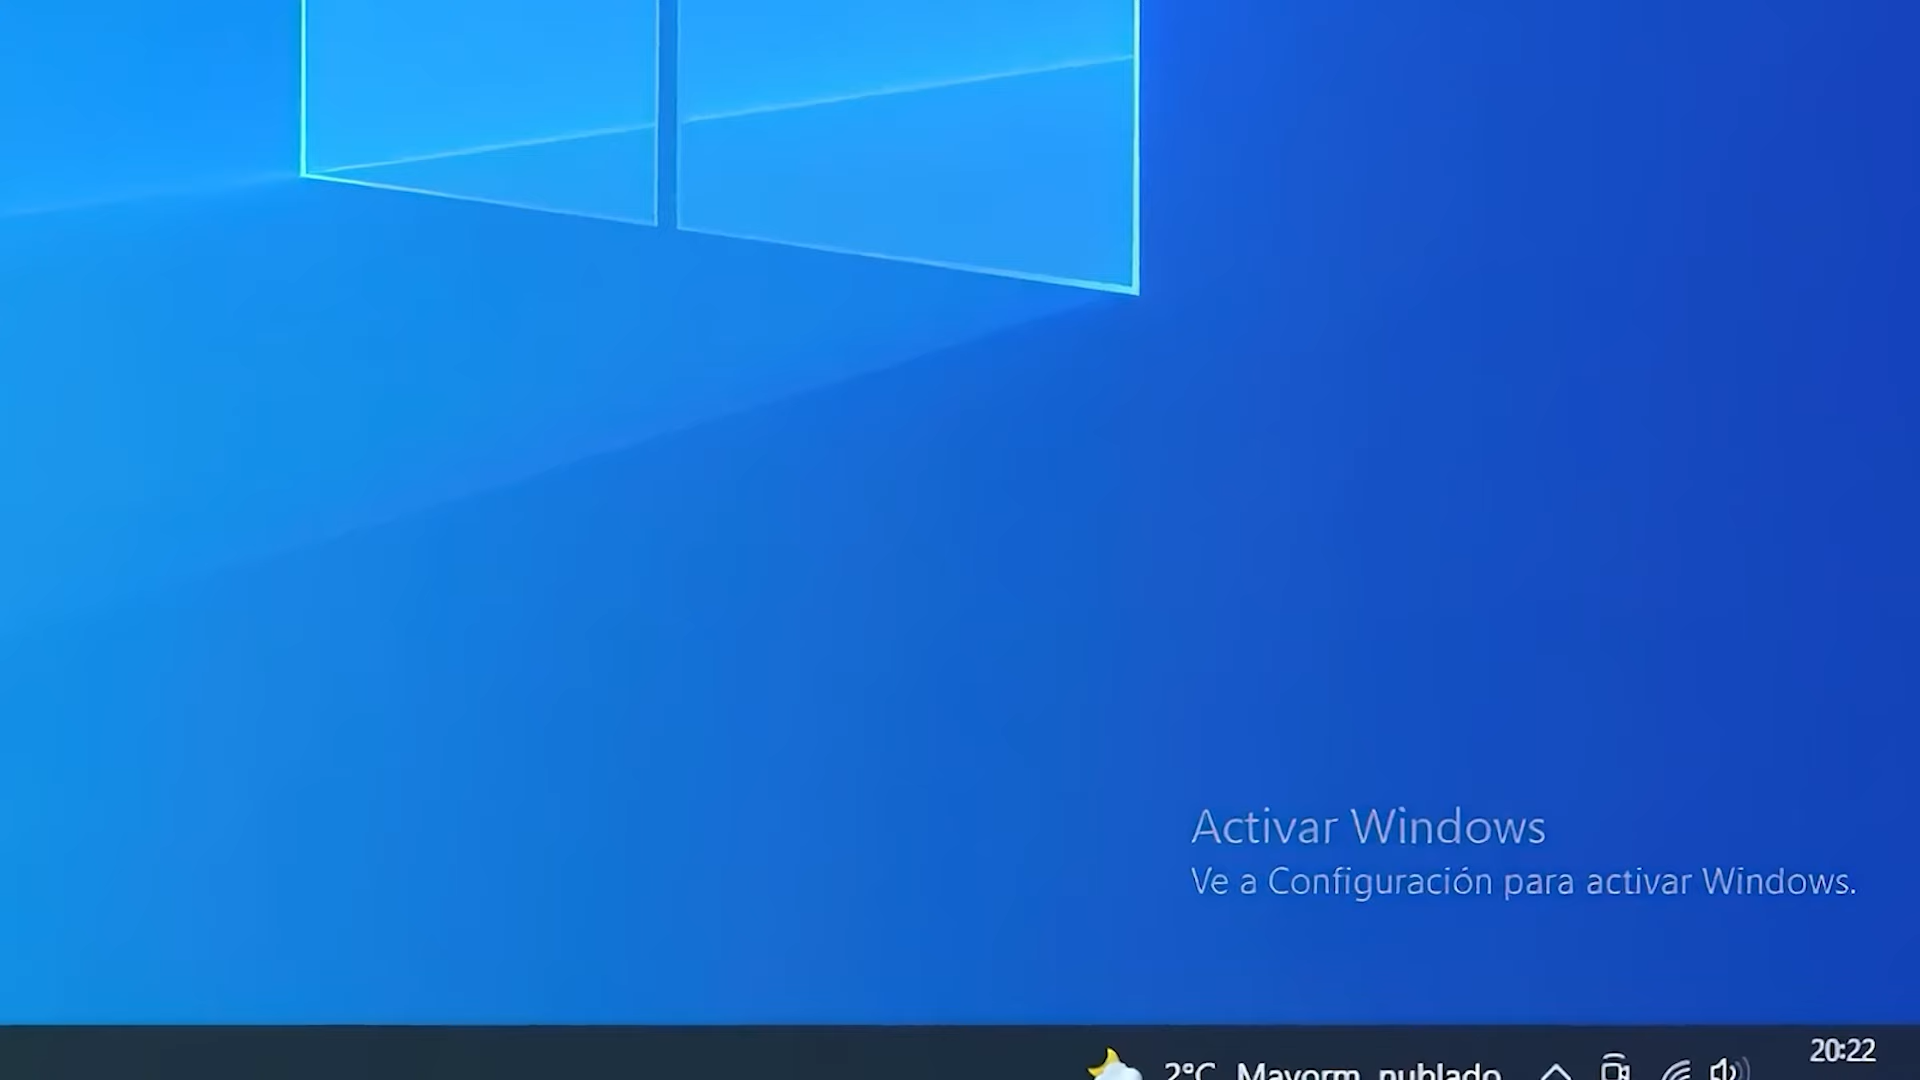 Activar Windows
Ve a Configuración para activar Windows.
20:22
2°C Mayorm. nublado